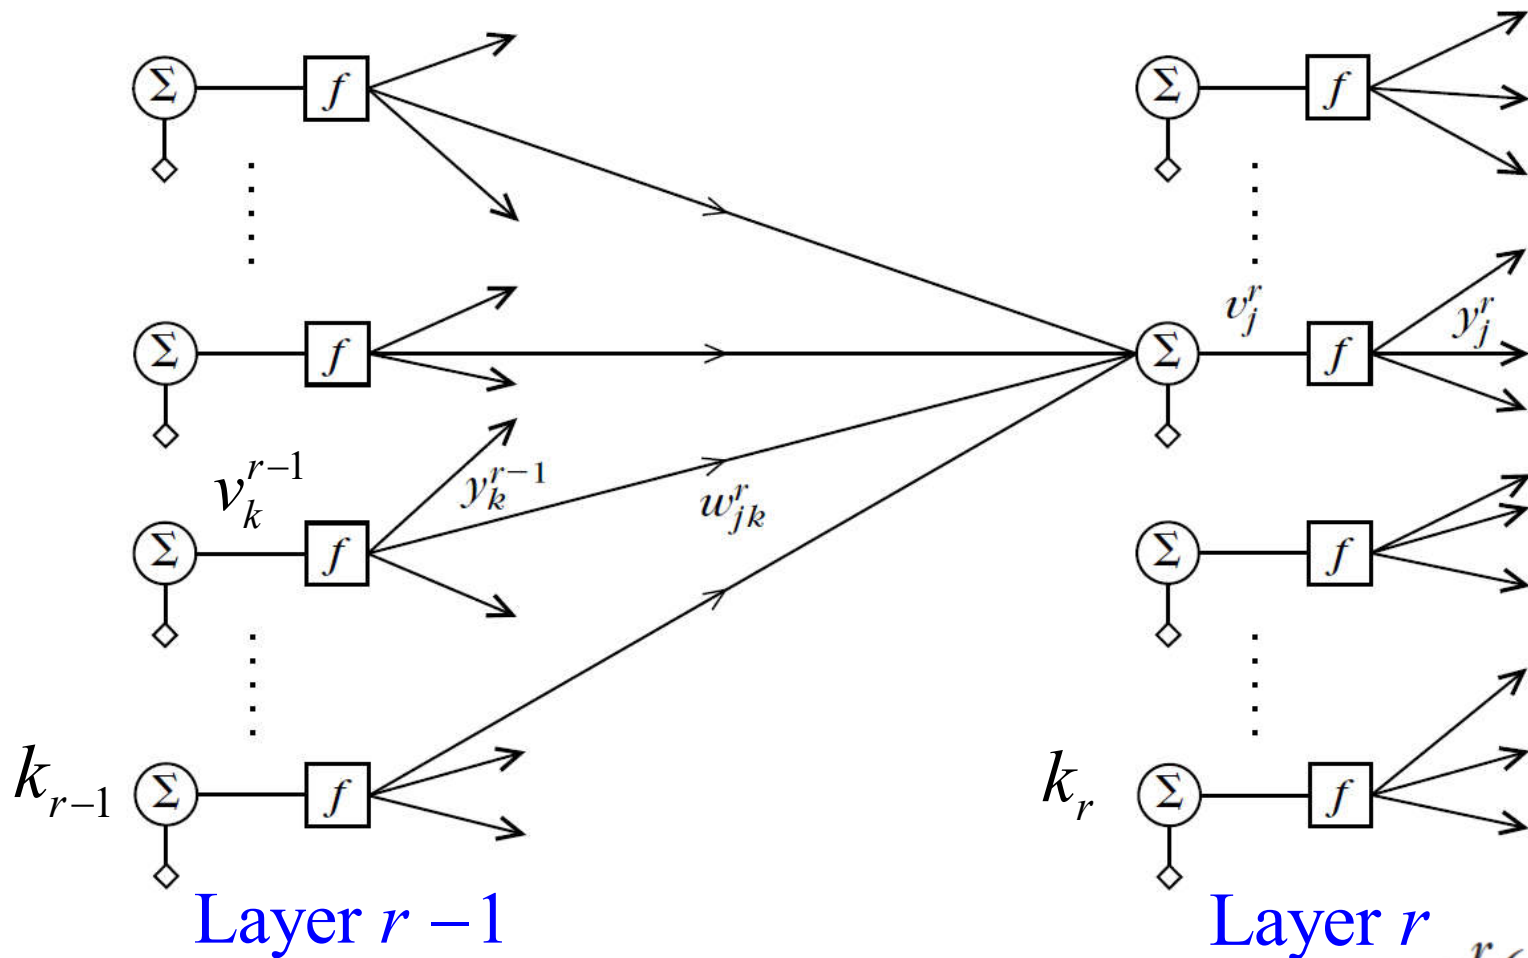 Σ f Σ f
Σ f Σ v_j^r f y_j^r
v_k^{r-1} y_k^{r-1} w_{jk}^r
Σ f Σ f
k_{r-1} Σ f k_r Σ f
Layer r − 1 Layer r
r